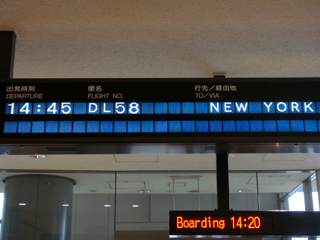 出発時刻 便名 行先／経由地
DEPARTURE FLIGHT NO. TO/VIA
14:45 DL58 NEW YORK
Boarding 14:20